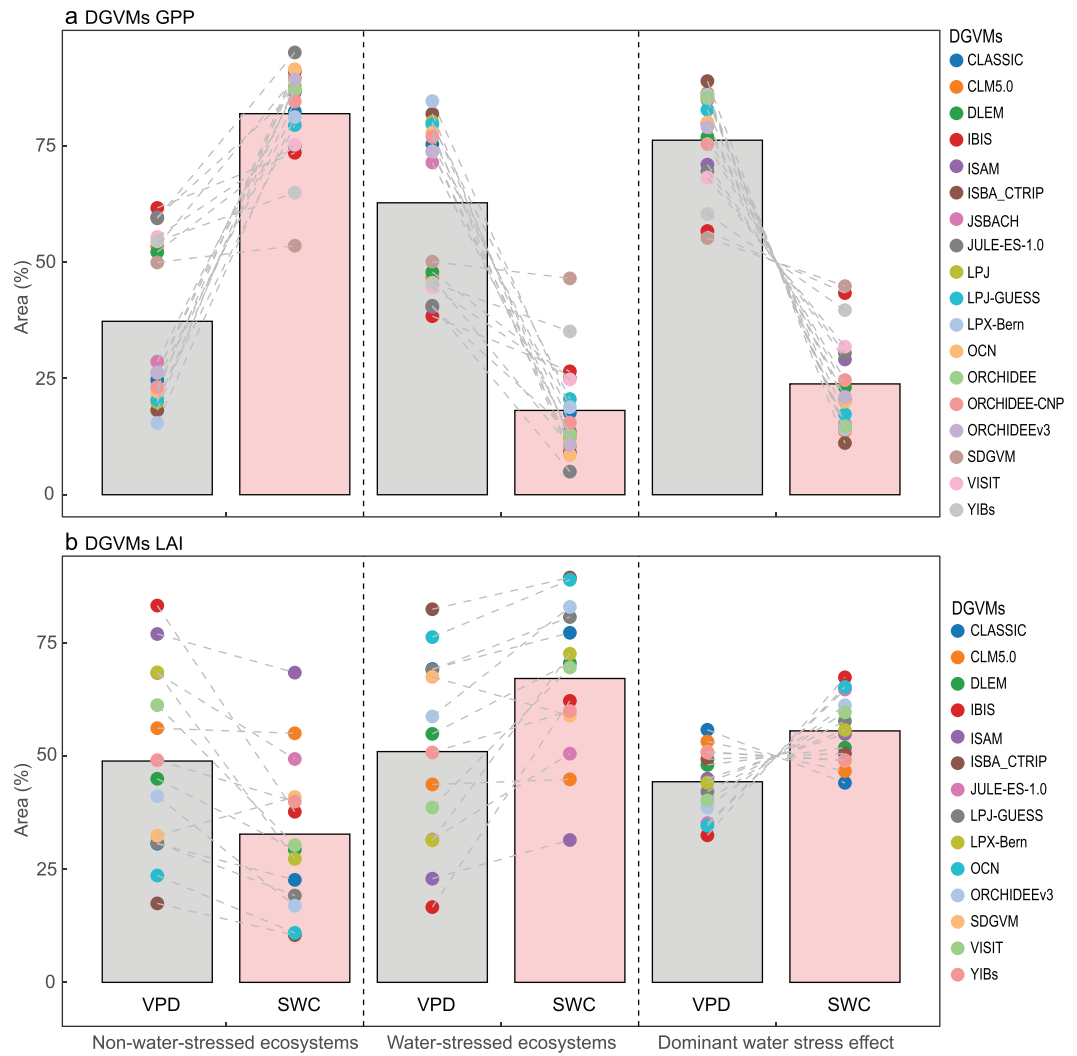 a DGVMs GPP
DGVMs
CLASSIC
CLM5.0
DLEM
IBIS
ISAM
ISBA_CTRIP
JSBACH
JULE-ES-1.0
LPJ
LPJ-GUESS
LPX-Bern
OCN
ORCHIDEE
ORCHIDEE-CNP
ORCHIDEEv3
SDGVM
VISIT
YIBs
Area (%)
75
50
25
0
b DGVMs LAI
DGVMs
CLASSIC
CLM5.0
DLEM
IBIS
ISAM
ISBA_CTRIP
JULE-ES-1.0
LPJ-GUESS
LPX-Bern
OCN
ORCHIDEEv3
SDGVM
VISIT
YIBs
Area (%)
75
50
25
0
VPD SWC VPD SWC VPD SWC
Non-water-stressed ecosystems Water-stressed ecosystems Dominant water stress effect